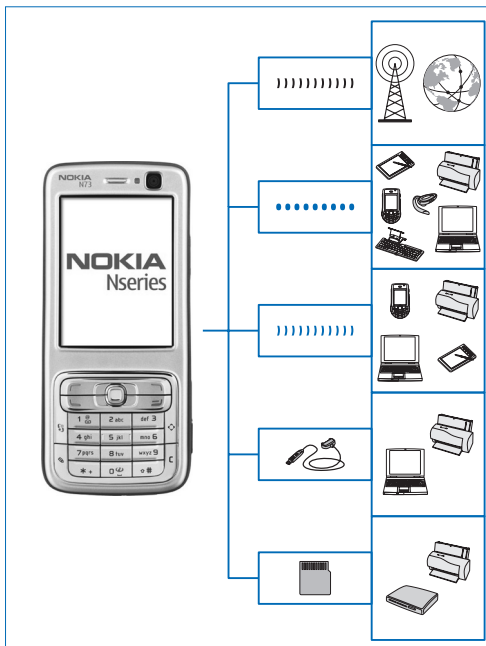 NOKIA
N73
NOKIA
Nseries
1
2 abc
def 3
4 ghi
5 jkl
mno 6
7 pqrs
8 tuv
wxyz 9
* +
0
#